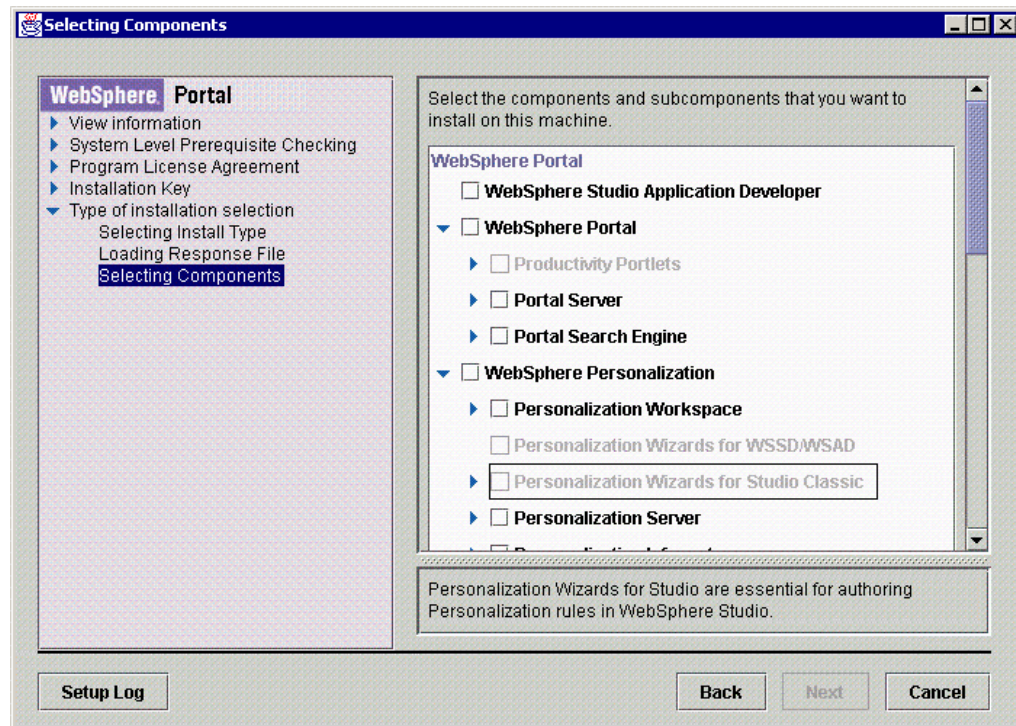 Selecting Components
WebSphere Portal
View information
System Level Prerequisite Checking
Program License Agreement
Installation Key
Type of installation selection
Selecting Install Type
Loading Response File
Selecting Components
Select the components and subcomponents that you want to
install on this machine.
WebSphere Portal
WebSphere Studio Application Developer
WebSphere Portal
Productivity Portlets
Portal Server
Portal Search Engine
WebSphere Personalization
Personalization Workspace
Personalization Wizards for WSSD/WSAD
Personalization Wizards for Studio Classic
Personalization Server
Personalization Wizards for Studio are essential for authoring
Personalization rules in WebSphere Studio.
Setup Log
Back
Next
Cancel